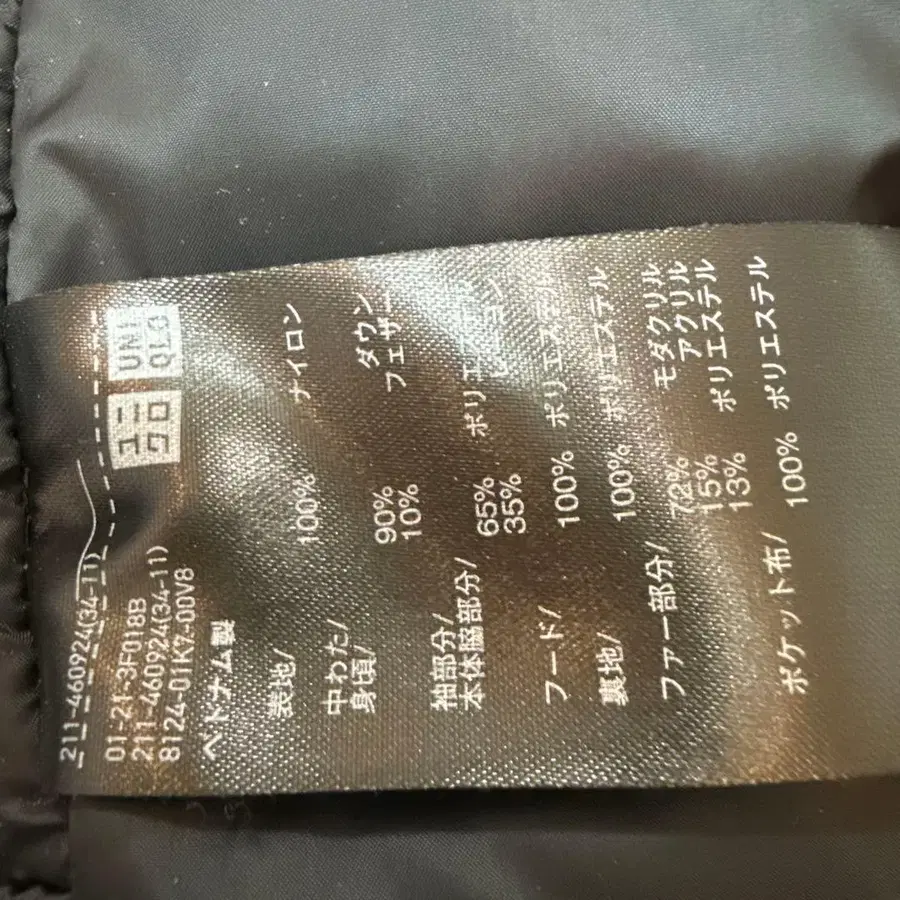 211-460924(34-11)
01-21-3F018B
211-460924(34-11)
8124-01K7-00V8
ユニクロ
UNI
QLO
ベトナム製
表地/ 100% ナイロン
中わた/
身頃/ 90% ダウン
10% フェザー
袖部分/
本体脇部分/ 65% ポリエステル
35%
フード/ 100% ポリエステル
裏地/ 100% ポリエステル
ファー部分/ 72% モダクリル
15% アクリル
13% ポリエステル
ポケット布/ 100% ポリエステル